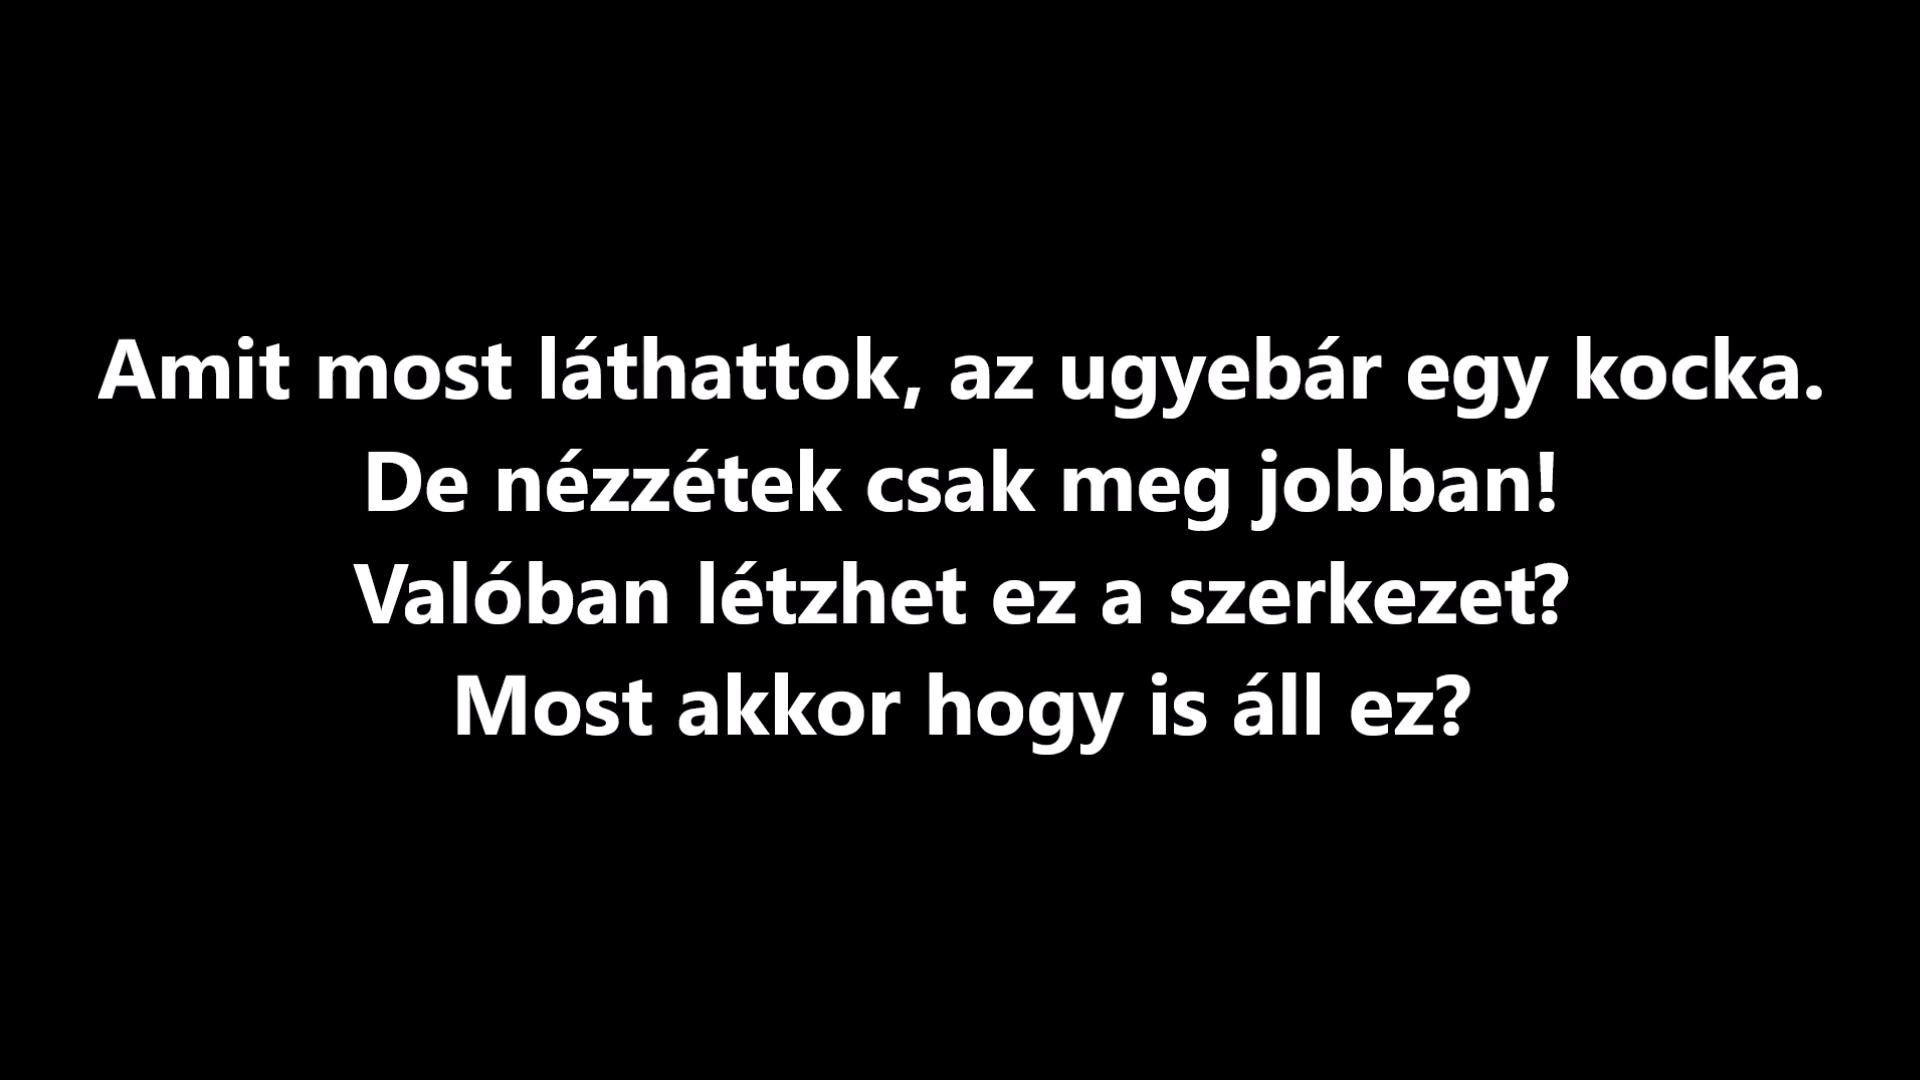 Amit most láthattok, az ugyebár egy kocka.
De nézzétek csak meg jobban!
Valóban létzhet ez a szerkezet?
Most akkor hogy is áll ez?